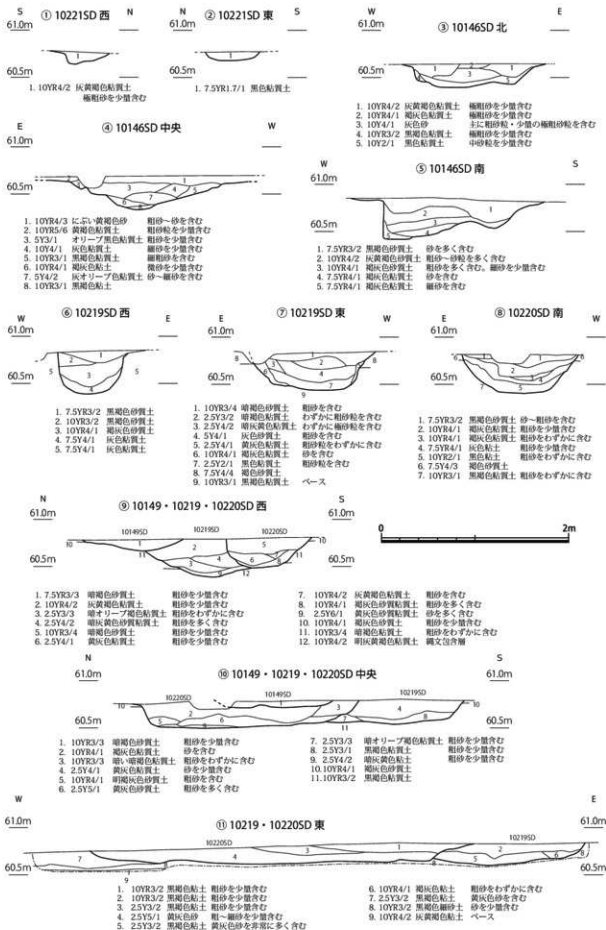 S ① 10221SD 西 N
61.0m
60.5m
1
1. 10YR4/2 灰黄褐色粘質土
極粗砂を少量含む
N ② 10221SD 東 S
61.0m
60.5m
1
1. 7.5YR1.7/1 黒色粘質土
W ③ 10146SD 北 E
61.0m
60.5m
1. 10YR4/2 灰黄褐色粘質土 極粗砂を少量含む
2. 10YR4/1 褐灰色粘質土 極粗砂を少量含む
3. 10Y4/1 灰色砂 主に粗砂粒・少量の極粗砂粒を含む
4. 10YR3/2 黒褐色粘質土 極粗砂を少量含む
5. 10Y2/1 黒色粘質土 中砂粒を少量含む
E ④ 10146SD 中央 W
61.0m
60.5m
1. 10YR4/3 にぶい黄褐色砂 粗砂～砂を含む
2. 10YR5/6 黄褐色粘質土 粗砂粒を少量含む
3. 5Y3/1 オリーブ黒色粘質土 粗砂を少量含む
4. 10Y4/1 灰色粘質土 細砂を少量含む
5. 10YR3/1 黒褐色粘質土 細粗砂を含む
6. 10YR4/1 褐灰色粘土 微砂を少量含む
7. 5Y4/2 灰オリーブ色粘質土 砂～細砂を含む
8. 10YR3/1 黒褐色粘土
N ⑤ 10146SD 南 S
61.0m
60.5m
1. 7.5YR3/2 黒褐色砂質土 砂を多く含む
2. 10YR4/2 灰黄褐色砂質土 粗砂～砂粒を多く含む
3. 10YR4/1 褐灰色砂質土 粗砂を多く含む。細砂を少量含む
4. 7.5YR4/1 褐灰色粘質土 砂を含む
5. 7.5YR4/1 褐灰色粘質土 細砂を含む
W ⑥ 10219SD 西 E
61.0m
60.5m
1. 7.5YR3/2 黒褐色砂質土
2. 10YR3/2 黒褐色砂質土
3. 10YR4/1 褐灰色砂質土
4. 7.5Y4/1 灰色粘質土
5. 7.5Y4/1 灰色粘質土
E ⑦ 10219SD 東 W
61.0m
60.5m
1. 10YR3/4 暗褐色砂質土 粗砂を含む
2. 2.5Y3/2 暗褐色粘質土 わずかに粗砂粒を含む
3. 2.5Y4/2 暗灰黄色粘質土 わずかに極砂粒を含む
4. 5Y4/1 灰色砂質土 粗砂を含む
5. 2.5Y4/1 黄灰色粘質土 粗砂粒をわずかに含む
6. 10YR4/1 褐灰色粘質土 砂を含む
7. 2.5Y2/1 黒色粘質土 粗砂粒を含む
8. 7.5Y4/4 褐色砂質土
9. 10YR3/1 黒褐色粘質土 ベース
W ⑧ 10220SD 南 E
61.0m
60.5m
1. 7.5YR3/2 黒褐色砂質土 砂～粗砂を含む
2. 10YR4/1 褐灰色粘質土 粗砂を少量含む
3. 10YR4/1 褐灰色粘質土 粗砂をわずかに含む
4. 7.5YR4/1 灰色粘土 粗砂を少量含む
5. 10YR2/1 黒色粘土 粗砂をわずかに含む
6. 7.5Y4/3 褐色砂質土
7. 10YR3/1 黒褐色粘質土 粗砂をわずかに含む
N ⑨ 10149・10219・10220SD 西 S
61.0m
10149SD 10219SD 10220SD
60.5m
0 2m
1. 7.5YR3/3 暗褐色砂質土 粗砂を少量含む
2. 10YR4/2 灰黄褐色粘質土 粗砂を少量含む
3. 2.5Y3/3 暗オリーブ褐色粘質土 粗砂をわずかに含む
4. 2.5Y4/2 暗灰黄色砂質粘質土 粗砂を多く含む
5. 10YR3/4 暗褐色砂質土 粗砂を含む
6. 2.5Y4/1 黄灰色粘土 粗砂を少量含む
7. 10YR4/2 灰黄褐色粘質土 粗砂を少量含む
8. 10YR4/1 褐灰色砂質粘質土 粗砂を多く含む
9. 2.5Y6/1 黄灰色砂質粘質土 砂を多く含む
10. 10YR4/1 褐灰色砂質土 粗砂を少量含む
11. 10YR3/4 暗褐色粘質土 粗砂をわずかに含む
12. 10YR4/2 明灰黄褐色粘質土 縄文包含層
N ⑩ 10149・10219・10220SD 中央 S
61.0m
10220SD 10149SD 10219SD
60.5m
1. 10YR3/3 暗褐色砂質土 粗砂を少量含む
2. 10YR4/1 褐灰色砂質土 砂を含む
3. 10YR3/3 暗い暗褐色粘質土 粗砂をわずかに含む
4. 2.5Y4/1 黄灰色粘質土 砂を少量含む
5. 10YR4/1 明褐灰色砂質土 粗砂を含む
6. 2.5Y5/1 黄灰色砂質土 粗砂を多く含む
7. 2.5Y3/3 暗オリーブ褐色粘質土 粗砂を少量含む
8. 2.5Y3/1 黒褐色粘質土 粗砂を少量含む
9. 2.5Y4/2 暗灰黄色粘土 粗砂を少量含む
10. 10YR4/1 褐灰色砂質土
11. 10YR3/2 黒褐色粘質土
W ⑪ 10219・10220SD 東 E
61.0m
10220SD 10219SD
60.5m
1. 10YR3/2 黒褐色粘土 粗砂を少量含む
2. 10YR3/2 黒褐色粘土 粗砂を少量含む
3. 2.5Y3/2 黒褐色粘土 粗砂を少量含む
4. 2.5Y5/1 黄灰色砂 粗～細砂を少量含む
5. 2.5Y3/2 黒褐色粘土 黄灰色砂を非常に多く含む
6. 10YR4/1 褐灰色粘土 粗砂をわずかに含む
7. 2.5Y3/2 黒褐色粘土 黄灰色砂を含む
8. 10YR3/2 黒褐色細砂土 砂を少量含む
9. 10YR4/2 灰黄褐色粘土 ベース